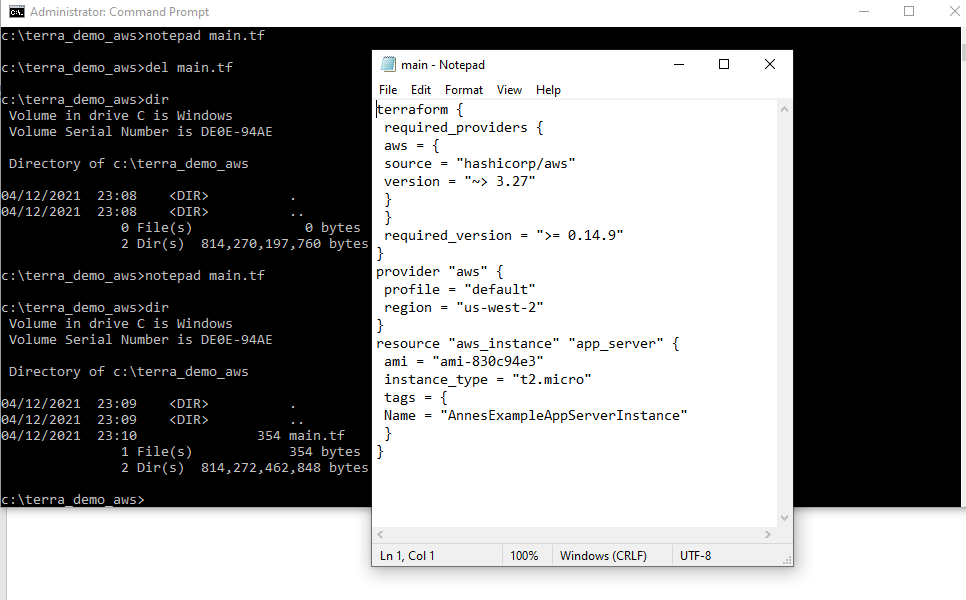 Administrator: Command Prompt
c:\terra_demo_aws>notepad main.tf
c:\terra_demo_aws>del main.tf
c:\terra_demo_aws>dir
Volume in drive C is Windows
Volume Serial Number is DE0E-94AE
Directory of c:\terra_demo_aws
04/12/2021 23:08 <DIR> .
04/12/2021 23:08 <DIR> ..
0 File(s) 0 bytes
2 Dir(s) 814,270,197,760 bytes
c:\terra_demo_aws>notepad main.tf
c:\terra_demo_aws>dir
Volume in drive C is Windows
Volume Serial Number is DE0E-94AE
Directory of c:\terra_demo_aws
04/12/2021 23:09 <DIR> .
04/12/2021 23:09 <DIR> ..
04/12/2021 23:10 354 main.tf
1 File(s) 354 bytes
2 Dir(s) 814,272,462,848 bytes
c:\terra_demo_aws>
main - Notepad
File Edit Format View Help
terraform {
required_providers {
aws = {
source = "hashicorp/aws"
version = "~> 3.27"
}
}
required_version = ">= 0.14.9"
}
provider "aws" {
profile = "default"
region = "us-west-2"
}
resource "aws_instance" "app_server" {
ami = "ami-830c94e3"
instance_type = "t2.micro"
tags = {
Name = "AnnesExampleAppServerInstance"
}
}
Ln 1, Col 1 100% Windows (CRLF) UTF-8